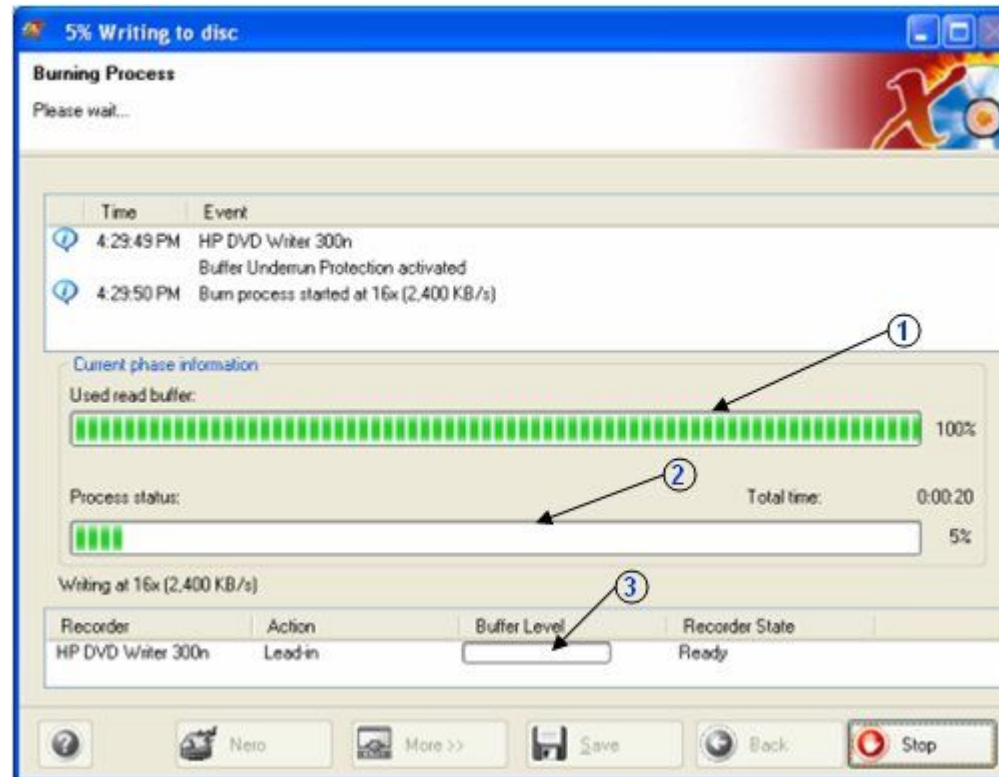 5% Writing to disc
Burning Process
Please wait...
Time Event
4:29:49 PM HP DVD Writer 300n
Buffer Underrun Protection activated
4:29:50 PM Burn process started at 16x (2,400 KB/s)
1
Current phase information
Used read buffer:
100%
2
Process status: Total time: 0:00:20
5%
Writing at 16x (2,400 KB/s)
3
Recorder Action Buffer Level Recorder State
HP DVD Writer 300n Lead-in Ready
? Nero More >> Save Back Stop